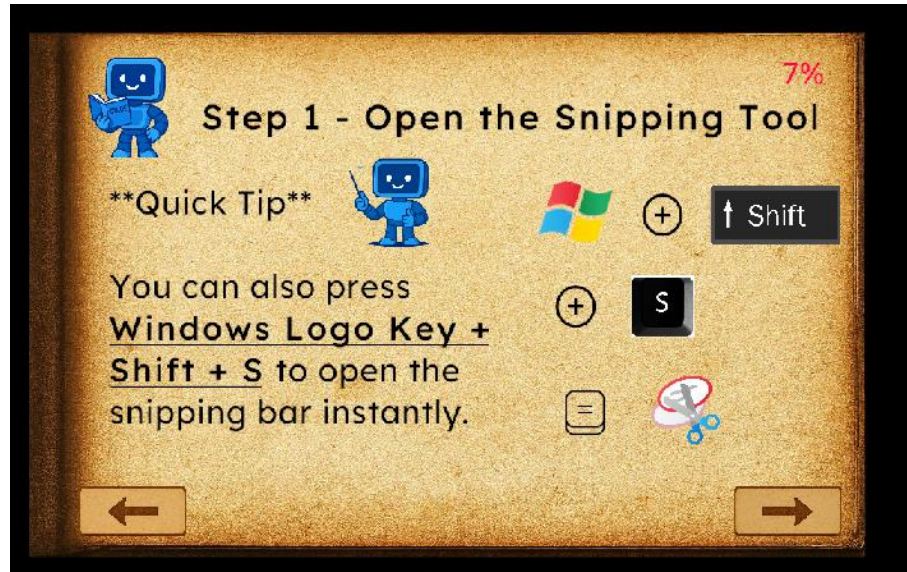 7%
Step 1 - Open the Snipping Tool
**Quick Tip**
You can also press
Windows Logo Key +
Shift + S to open the
snipping bar instantly.
+
↑ Shift
+
S
=